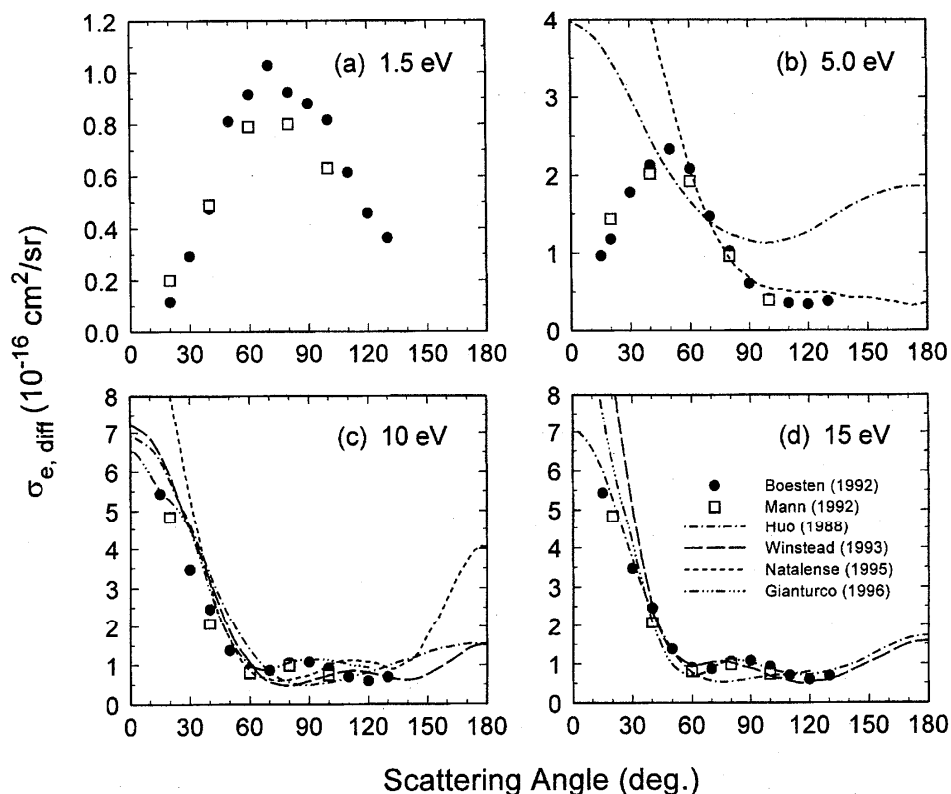 σe, diff (10-16 cm2/sr)
(a) 1.5 eV
1.2
1.0
0.8
0.6
0.4
0.2
0.0
0 30 60 90 120 150 180
(b) 5.0 eV
4
3
2
1
0
0 30 60 90 120 150 180
(c) 10 eV
8
7
6
5
4
3
2
1
0
0 30 60 90 120 150 180
(d) 15 eV
8
7
6
5
4
3
2
1
0
Boesten (1992)
Mann (1992)
Huo (1988)
Winstead (1993)
Natalense (1995)
Gianturco (1996)
0 30 60 90 120 150 180
Scattering Angle (deg.)